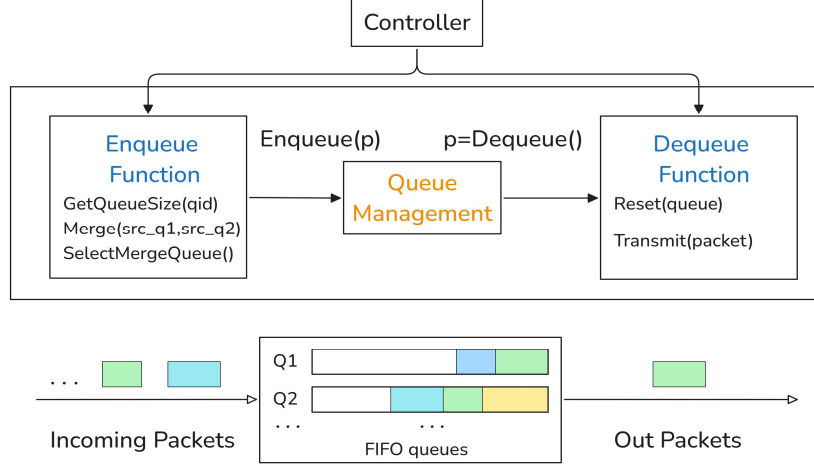 Controller
Enqueue
Function
GetQueueSize(qid)
Merge(src_q1,src_q2)
SelectMergeQueue()
Enqueue(p)
p=Dequeue()
Queue
Management
Dequeue
Function
Reset(queue)
Transmit(packet)
...
Incoming Packets
Q1
Q2
... ...
FIFO queues
Out Packets